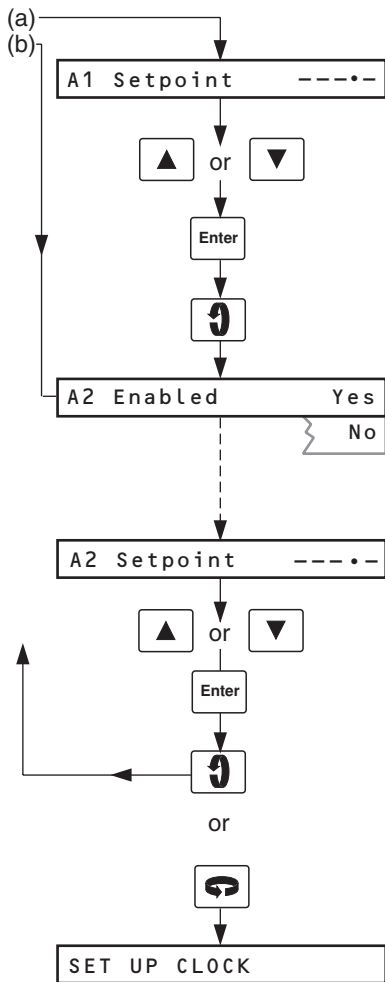 (a)
(b)
A1 Setpoint ---.-
▲ or ▼
Enter
A2 Enabled Yes
No
A2 Setpoint ---.-
▲ or ▼
Enter
or
SET UP CLOCK